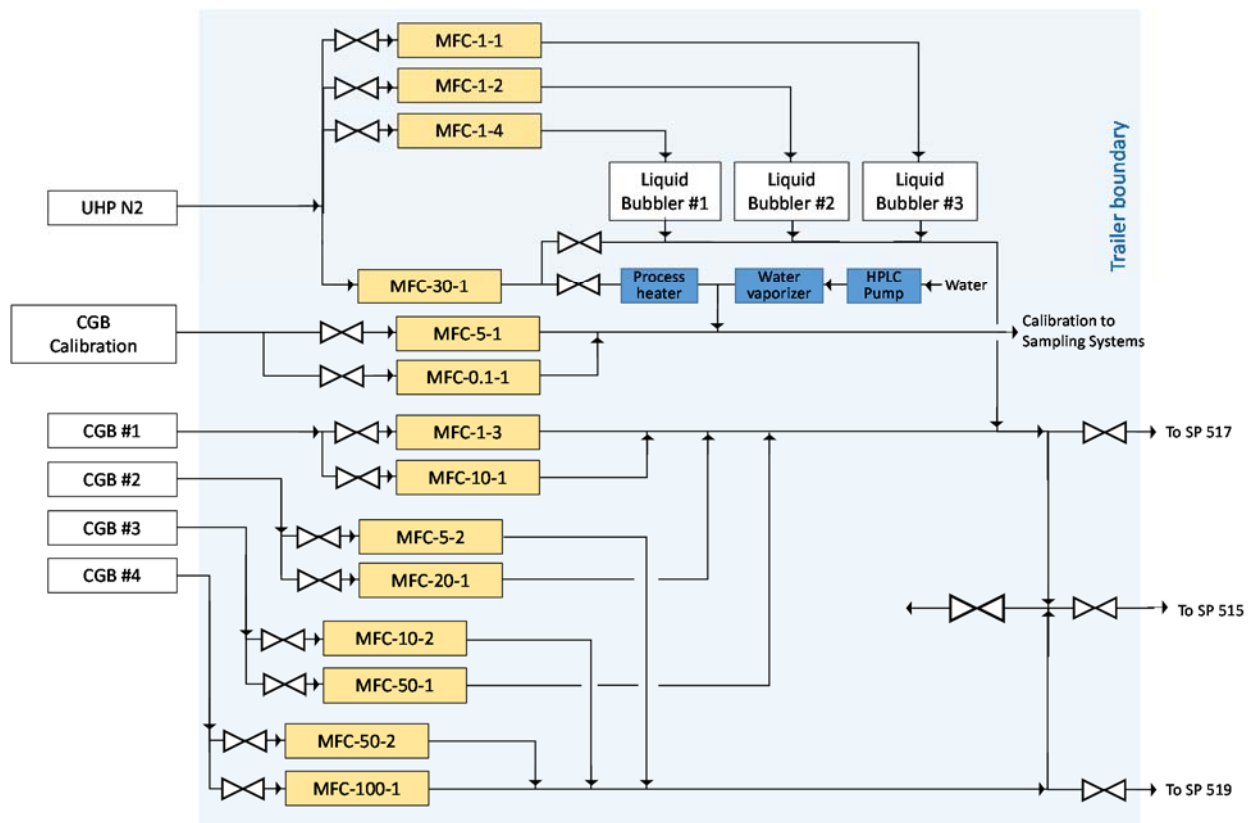 MFC-1-1
MFC-1-2
MFC-1-4
Trailer boundary
UHP N2
Liquid
Bubbler #1
Liquid
Bubbler #2
Liquid
Bubbler #3
MFC-30-1
Process
heater
Water
vaporizer
HPLC
Pump
Water
CGB
Calibration
MFC-5-1
Calibration to
Sampling Systems
MFC-0.1-1
CGB #1
MFC-1-3
To SP 517
MFC-10-1
CGB #2
CGB #3
MFC-5-2
CGB #4
MFC-20-1
To SP 515
MFC-10-2
MFC-50-1
MFC-50-2
MFC-100-1
To SP 519